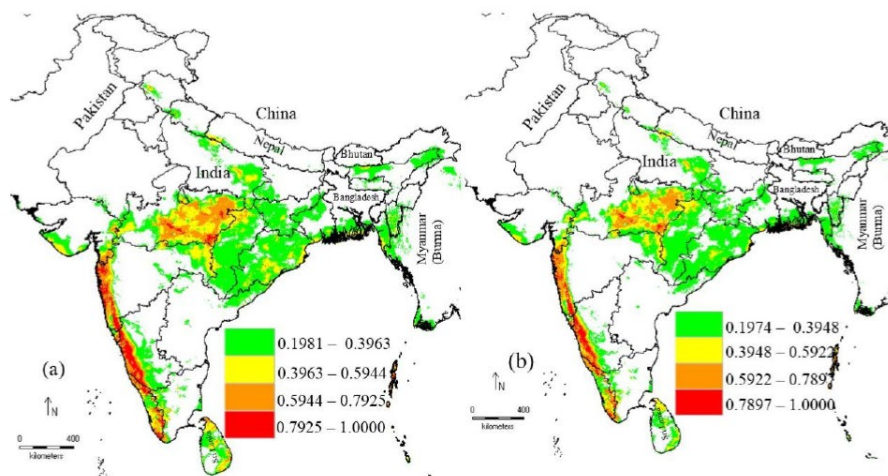 China
Pakistan
Nepal
Bhutan
India
Bangladesh
Myanmar
(Burma)
0.1981 – 0.3963
0.3963 – 0.5944
0.5944 – 0.7925
0.7925 – 1.0000
(a)
N
0 400
kilometers
China
Pakistan
Nepal
Bhutan
India
Bangladesh
Myanmar
(Burma)
0.1974 – 0.3948
0.3948 – 0.5922
0.5922 – 0.7897
0.7897 – 1.0000
(b)
N
0 400
kilometers